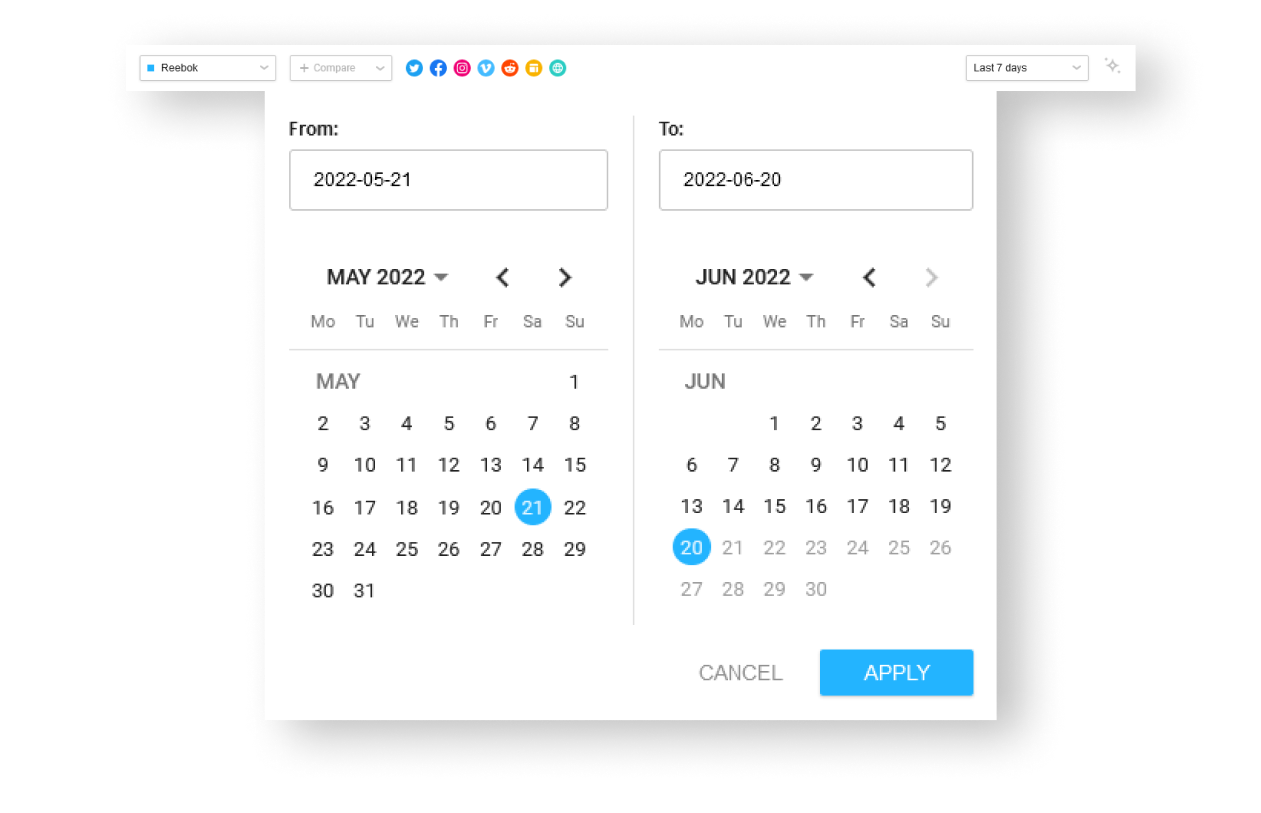 Reebok + Compare Last 7 days
From: To:
2022-05-21 2022-06-20
MAY 2022 JUN 2022
Mo Tu We Th Fr Sa Su Mo Tu We Th Fr Sa Su
MAY 1 JUN
2 3 4 5 6 7 8 1 2 3 4 5
9 10 11 12 13 14 15 6 7 8 9 10 11 12
16 17 18 19 20 21 22 13 14 15 16 17 18 19
23 24 25 26 27 28 29 20 21 22 23 24 25 26
30 31 27 28 29 30
CANCEL APPLY